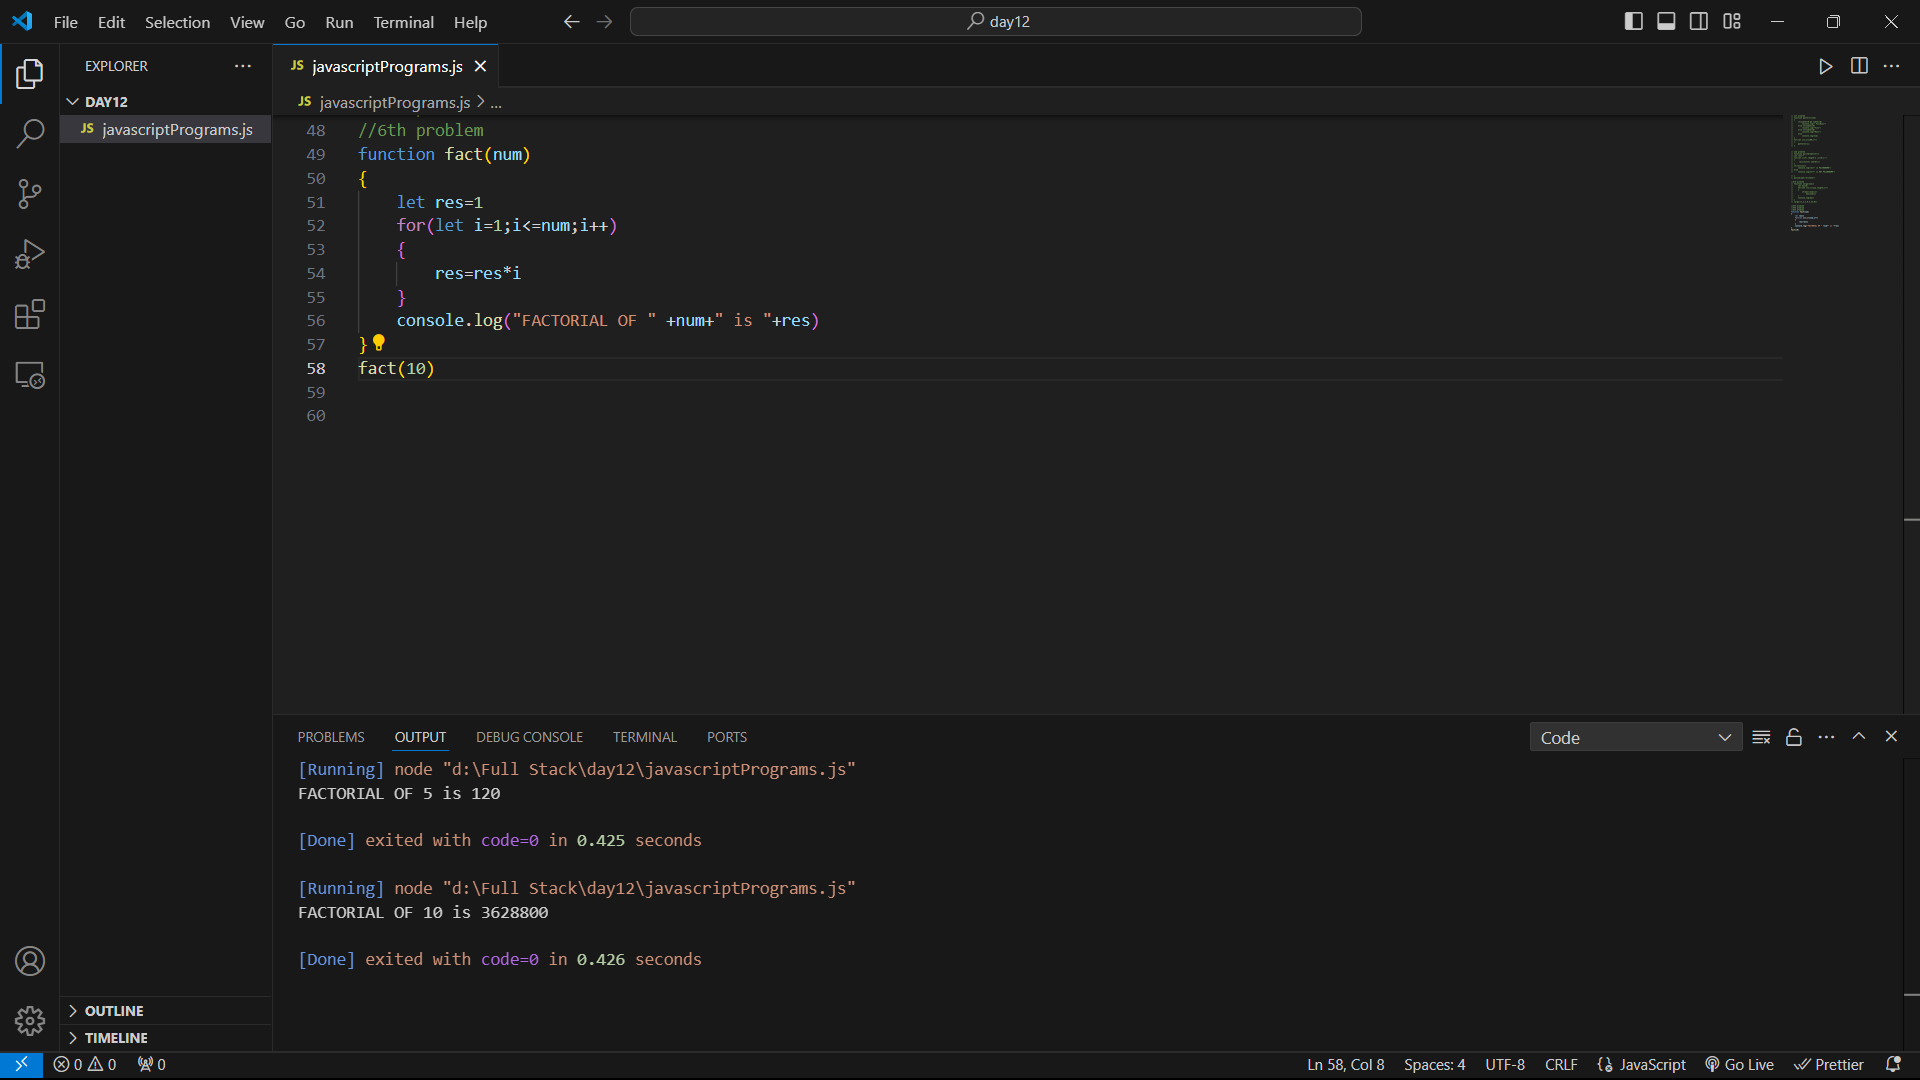 File Edit Selection View Go Run Terminal Help
day12
EXPLORER
DAY12
JS javascriptPrograms.js
JS javascriptPrograms.js
JS javascriptPrograms.js > ...
48 //6th problem
49 function fact(num)
50 {
51 let res=1
52 for(let i=1;i<=num;i++)
53 {
54 res=res*i
55 }
56 console.log("FACTORIAL OF " +num+" is "+res)
57 }
58 fact(10)
59
60
PROBLEMS OUTPUT DEBUG CONSOLE TERMINAL PORTS
Code
[Running] node "d:\Full Stack\day12\javascriptPrograms.js"
FACTORIAL OF 5 is 120
[Done] exited with code=0 in 0.425 seconds
[Running] node "d:\Full Stack\day12\javascriptPrograms.js"
FACTORIAL OF 10 is 3628800
[Done] exited with code=0 in 0.426 seconds
OUTLINE
TIMELINE
0 0 0
Ln 58, Col 8 Spaces: 4 UTF-8 CRLF {} JavaScript Go Live Prettier